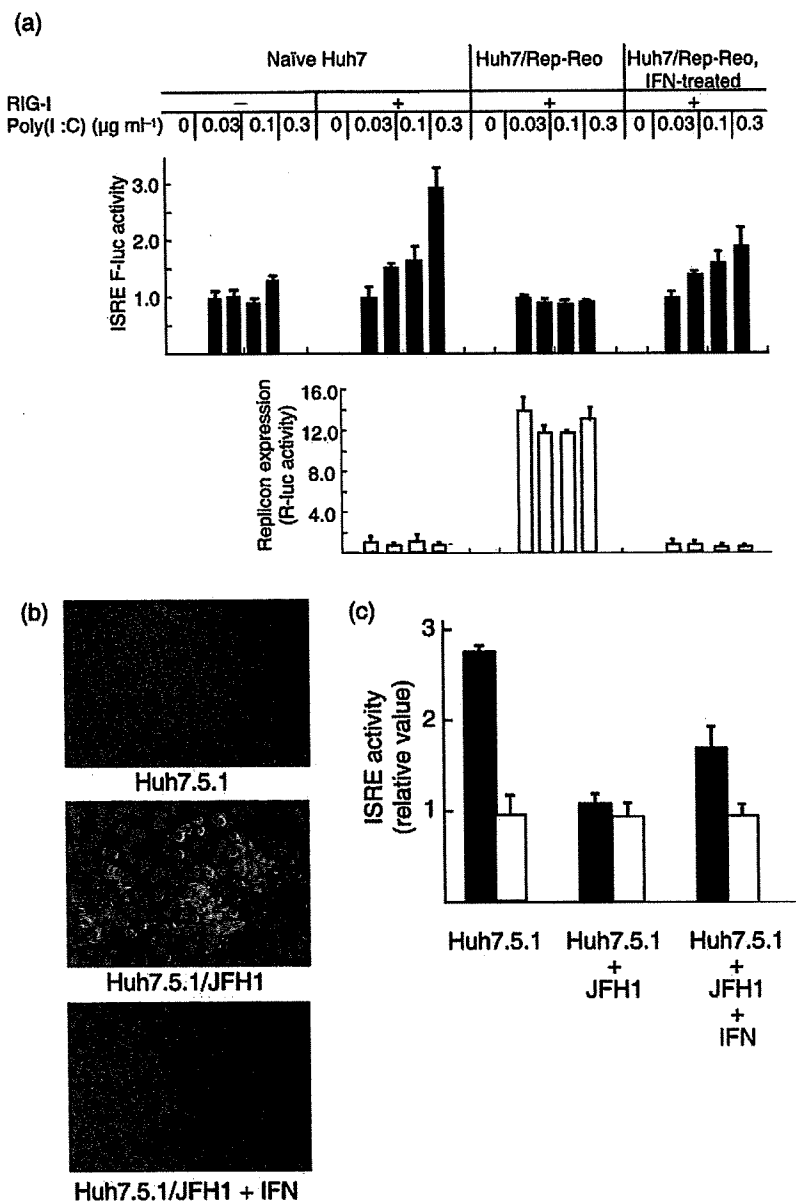 (a)
Naïve Huh7 Huh7/Rep-Reo Huh7/Rep-Reo, IFN-treated
RIG-I − + + +
Poly(I :C) (µg ml⁻¹) 0 0.03 0.1 0.3 0 0.03 0.1 0.3 0 0.03 0.1 0.3 0 0.03 0.1 0.3
ISRE F-luc activity
3.0
2.0
1.0
Replicon expression
(R-luc activity)
16.0
12.0
8.0
4.0
(b)
Huh7.5.1
Huh7.5.1/JFH1
Huh7.5.1/JFH1 + IFN
(c)
ISRE activity
(relative value)
3
2
1
Huh7.5.1
Huh7.5.1
+
JFH1
Huh7.5.1
+
JFH1
+
IFN